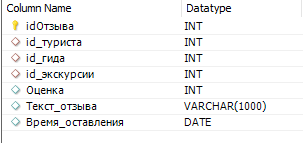 Column Name Datatype
idОтзыва INT
id_туриста INT
id_гида INT
id_экскурсии INT
Оценка INT
Текст_отзыва VARCHAR(1000)
Время_оставления DATE